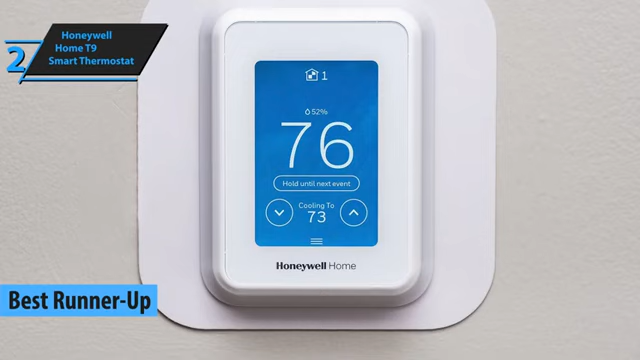 2
Honeywell
Home T9
Smart Thermostat
1
52%
76
Hold until next event
Cooling To
73
Honeywell Home
Best Runner-Up